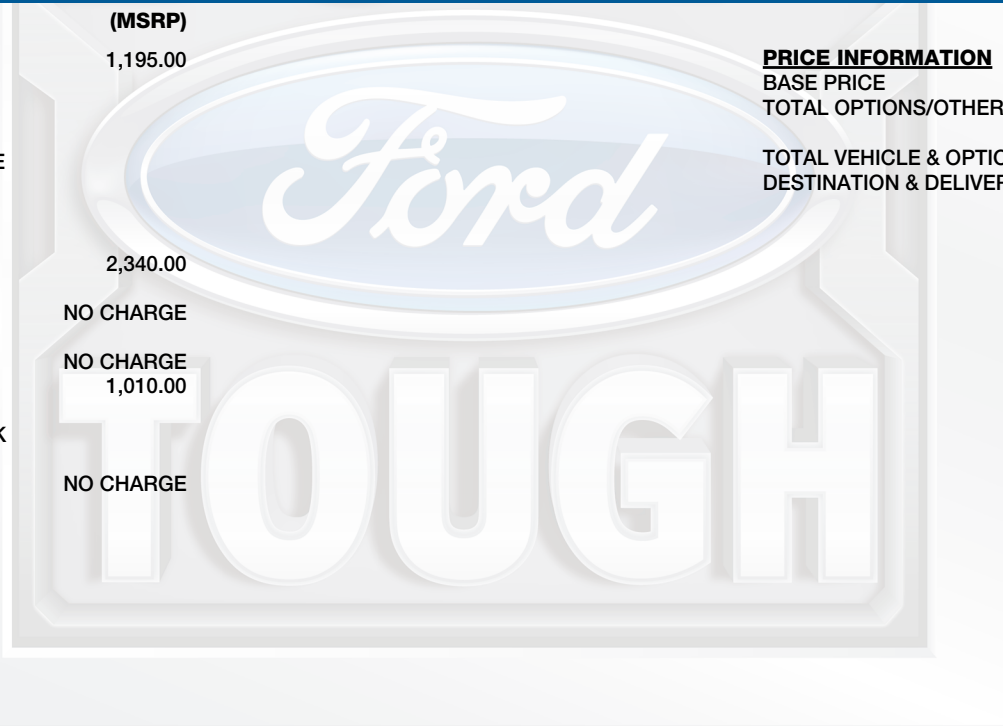 (MSRP)
1,195.00
E
2,340.00
NO CHARGE
NO CHARGE
1,010.00
K
NO CHARGE
PRICE INFORMATION
BASE PRICE
TOTAL OPTIONS/OTHER
TOTAL VEHICLE & OPTIO
DESTINATION & DELIVER
Ford
TOUGH